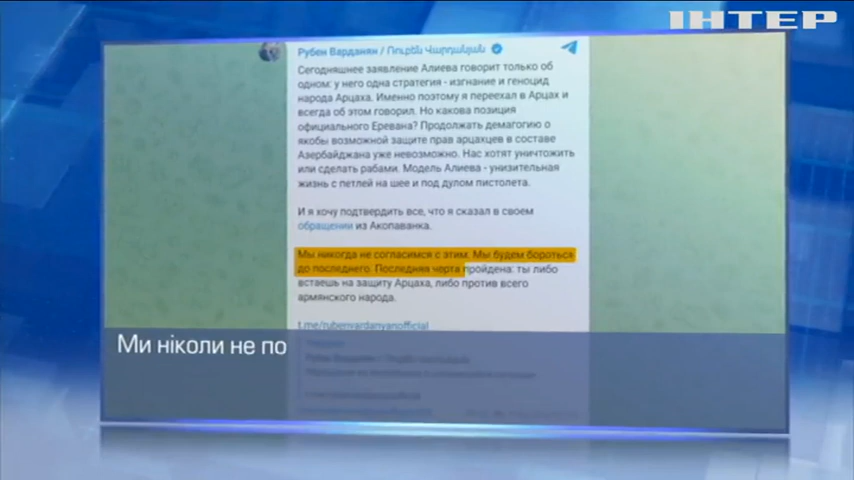 ІНТЕР
Рубен Варданян / Ռուբեն Վարդանյան
Сегодняшнее заявление Алиева говорит только об
одном: у него одна стратегия - изгнание и геноцид
народа Арцаха. Именно поэтому я переехал в Арцах и
всегда об этом говорил. Но какова позиция
официального Еревана? Продолжать демагогию о
якобы возможной защите прав арцахцев в составе
Азербайджана уже невозможно. Нас хотят уничтожить
или сделать рабами. Модель Алиева - унизительная
жизнь с петлей на шее и под дулом пистолета.
И я хочу подтвердить все, что я сказал в своем
обращении из Акопаванка.
Мы никогда не согласимся с этим. Мы будем бороться
до последнего. Последняя черта пройдена: ты либо
встаешь на защиту Арцаха, либо против всего
армянского народа.
t.me/rubenvardanyanofficial
Ми ніколи не по